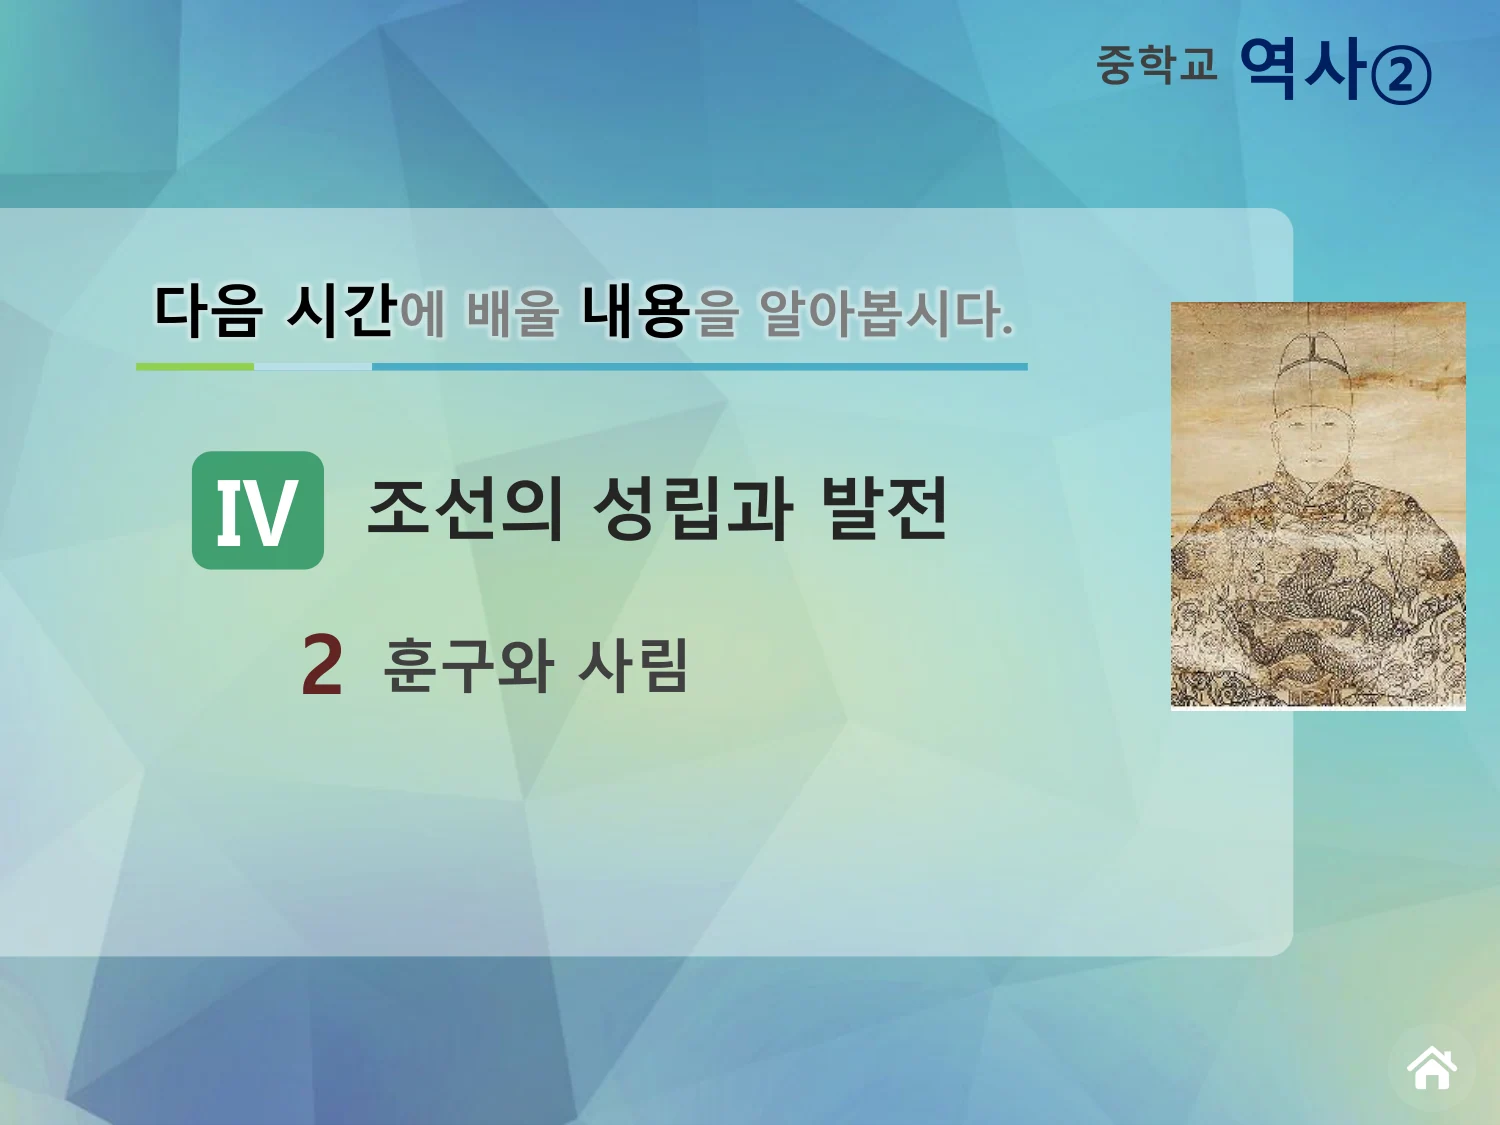 중학교 역사②
다음 시간에 배울 내용을 알아봅시다.
Ⅳ 조선의 성립과 발전
2 훈구와 사림